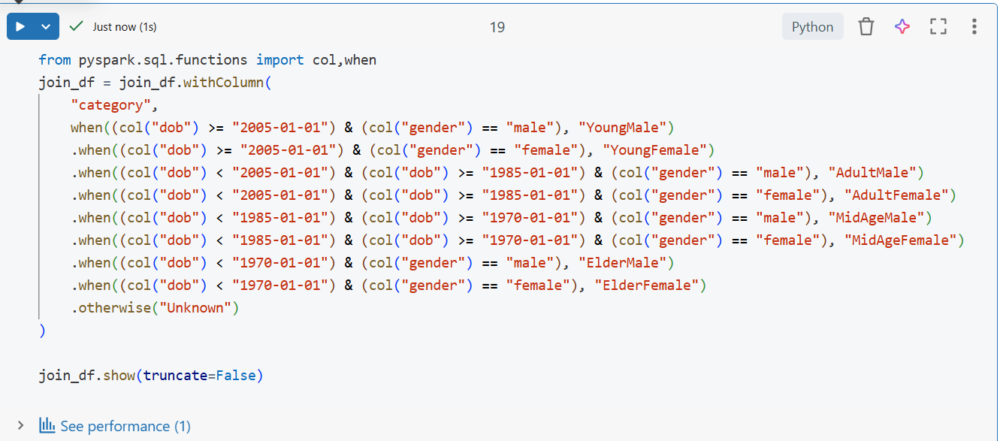 Just now (1s)
19
Python
from pyspark.sql.functions import col,when
join_df = join_df.withColumn(
    "category",
    when((col("dob") >= "2005-01-01") & (col("gender") == "male"), "YoungMale")
    .when((col("dob") >= "2005-01-01") & (col("gender") == "female"), "YoungFemale")
    .when((col("dob") < "2005-01-01") & (col("dob") >= "1985-01-01") & (col("gender") == "male"), "AdultMale")
    .when((col("dob") < "2005-01-01") & (col("dob") >= "1985-01-01") & (col("gender") == "female"), "AdultFemale")
    .when((col("dob") < "1985-01-01") & (col("dob") >= "1970-01-01") & (col("gender") == "male"), "MidAgeMale")
    .when((col("dob") < "1985-01-01") & (col("dob") >= "1970-01-01") & (col("gender") == "female"), "MidAgeFemale")
    .when((col("dob") < "1970-01-01") & (col("gender") == "male"), "ElderMale")
    .when((col("dob") < "1970-01-01") & (col("gender") == "female"), "ElderFemale")
    .otherwise("Unknown")
)
join_df.show(truncate=False)
See performance (1)